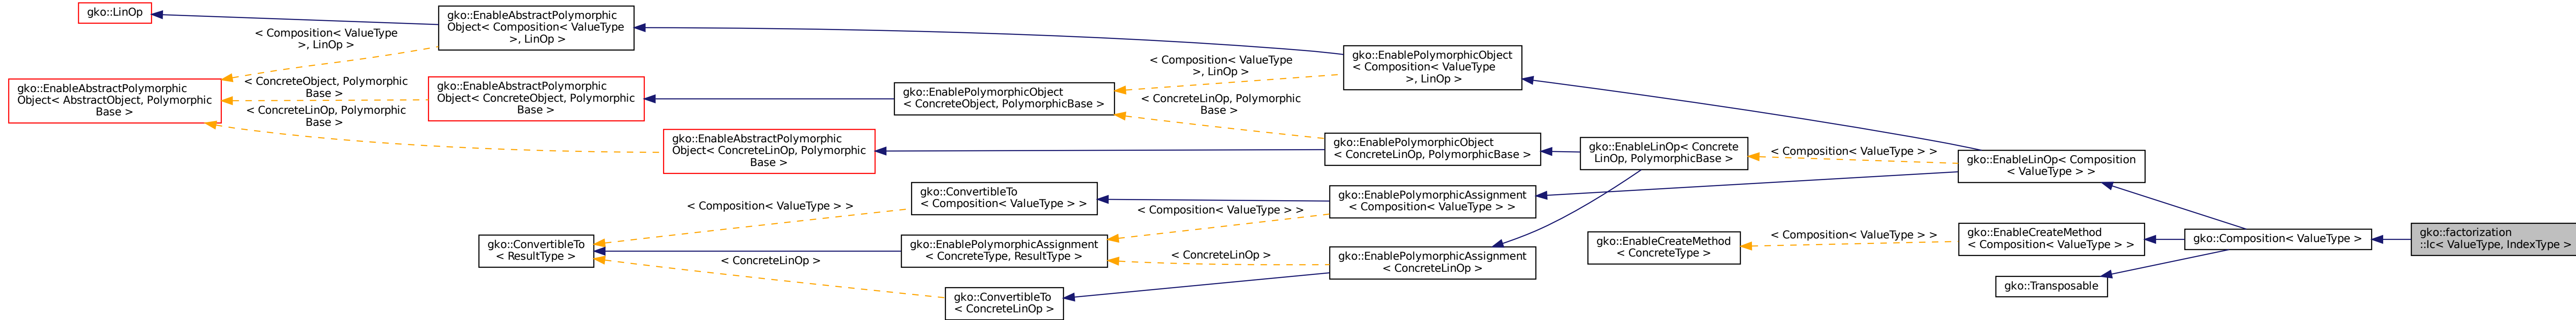 gko::LinOp
gko::EnableAbstractPolymorphic
Object< Composition< ValueType
>, LinOp >
< Composition< ValueType
>, LinOp >
gko::EnableAbstractPolymorphic
Object< AbstractObject, Polymorphic
Base >
< ConcreteObject, Polymorphic
Base >
< ConcreteLinOp, Polymorphic
Base >
gko::EnableAbstractPolymorphic
Object< ConcreteObject, Polymorphic
Base >
gko::EnableAbstractPolymorphic
Object< ConcreteLinOp, Polymorphic
Base >
gko::EnablePolymorphicObject
< ConcreteObject, PolymorphicBase >
< Composition< ValueType
>, LinOp >
< ConcreteLinOp, Polymorphic
Base >
gko::EnablePolymorphicObject
< Composition< ValueType
>, LinOp >
gko::EnablePolymorphicObject
< ConcreteLinOp, PolymorphicBase >
gko::EnableLinOp< Concrete
LinOp, PolymorphicBase >
< Composition< ValueType > >
gko::EnableLinOp< Composition
< ValueType > >
gko::ConvertibleTo
< Composition< ValueType > >
< Composition< ValueType > >
gko::ConvertibleTo
< ResultType >
< ConcreteLinOp >
gko::EnablePolymorphicAssignment
< ConcreteType, ResultType >
gko::ConvertibleTo
< ConcreteLinOp >
< Composition< ValueType > >
< ConcreteLinOp >
gko::EnablePolymorphicAssignment
< Composition< ValueType > >
gko::EnablePolymorphicAssignment
< ConcreteLinOp >
gko::EnableCreateMethod
< ConcreteType >
< Composition< ValueType > >
gko::EnableCreateMethod
< Composition< ValueType > >
gko::Transposable
gko::Composition< ValueType >
gko::factorization
::Ic< ValueType, IndexType >